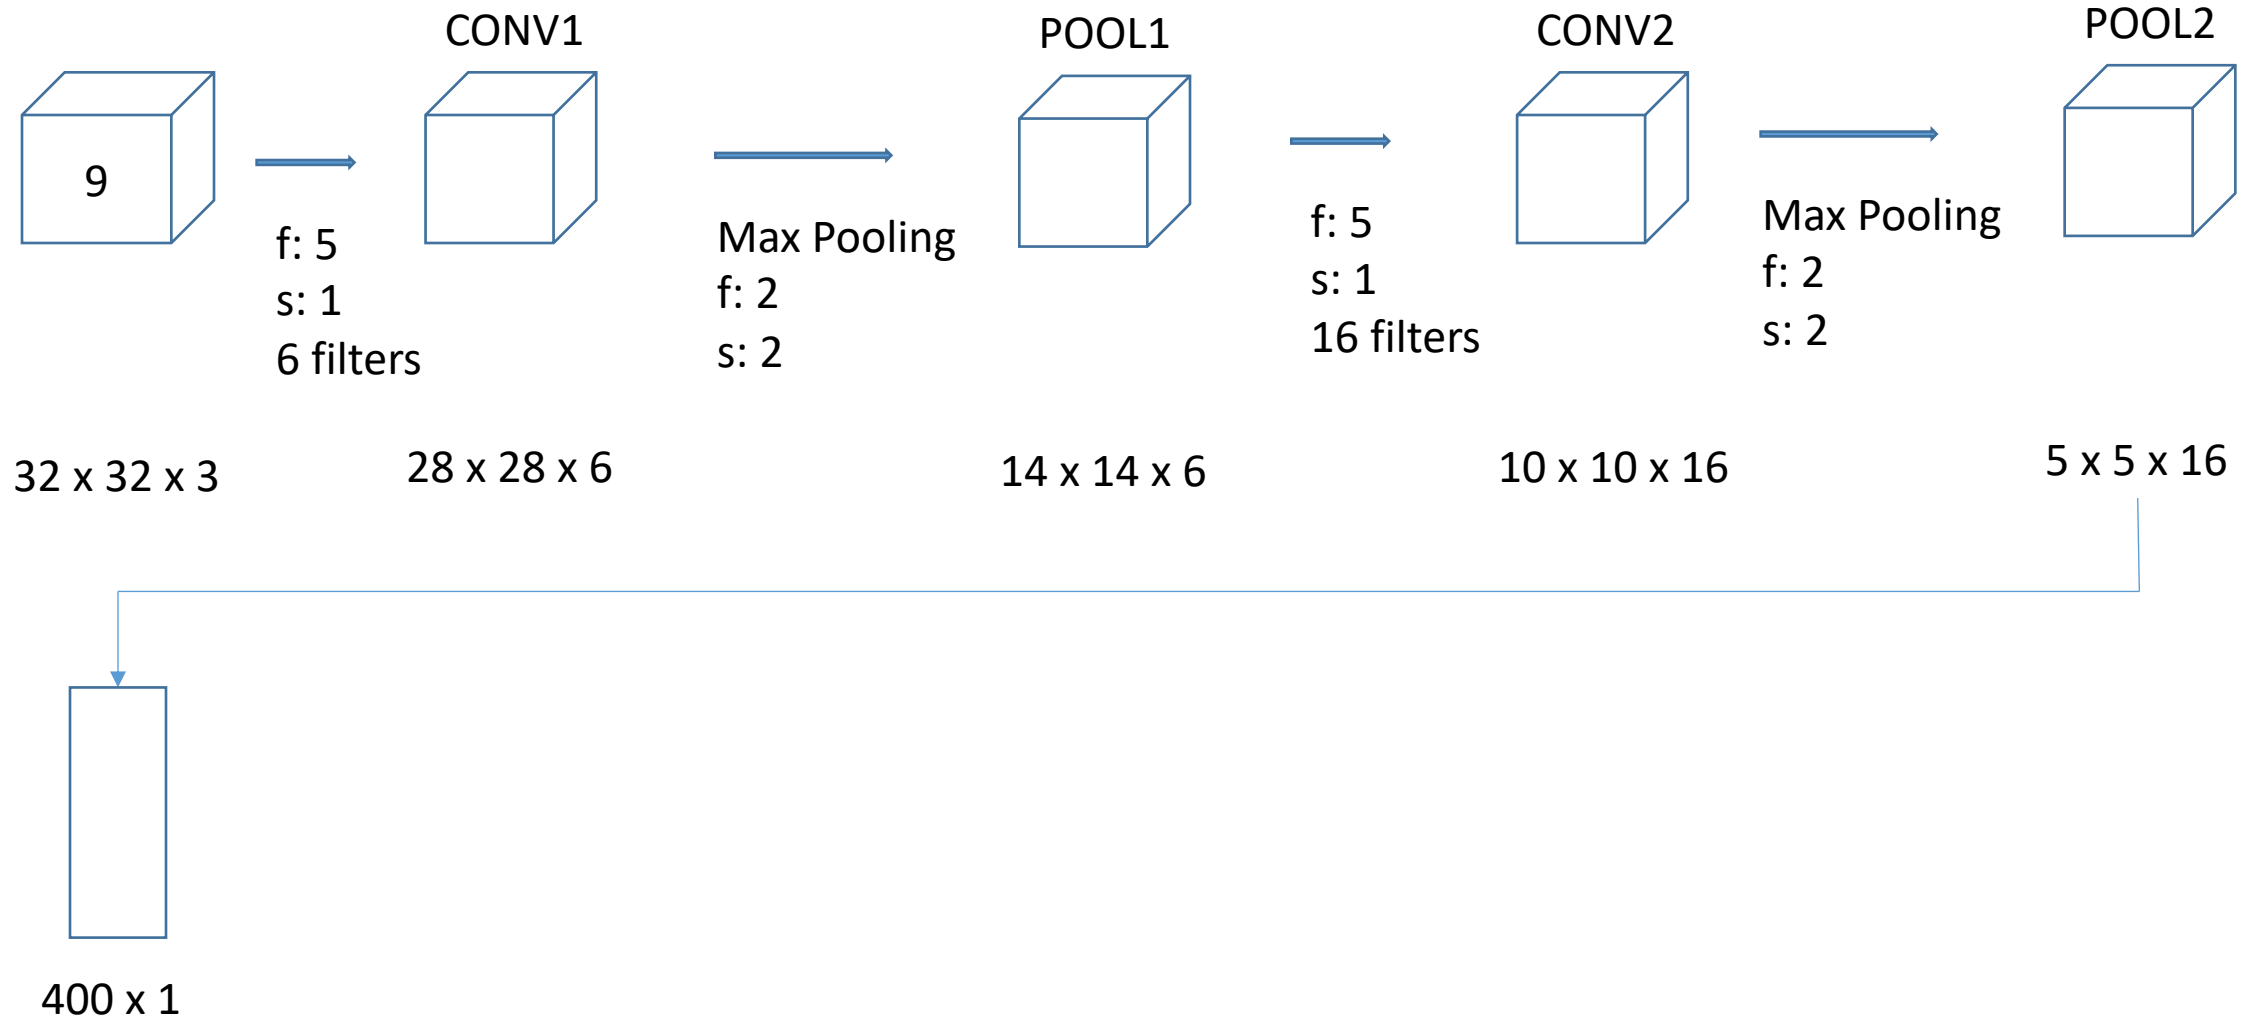 CONV1
POOL1
CONV2
POOL2
9
f: 5
s: 1
6 filters
Max Pooling
f: 2
s: 2
f: 5
s: 1
16 filters
Max Pooling
f: 2
s: 2
32 x 32 x 3
28 x 28 x 6
14 x 14 x 6
10 x 10 x 16
5 x 5 x 16
400 x 1